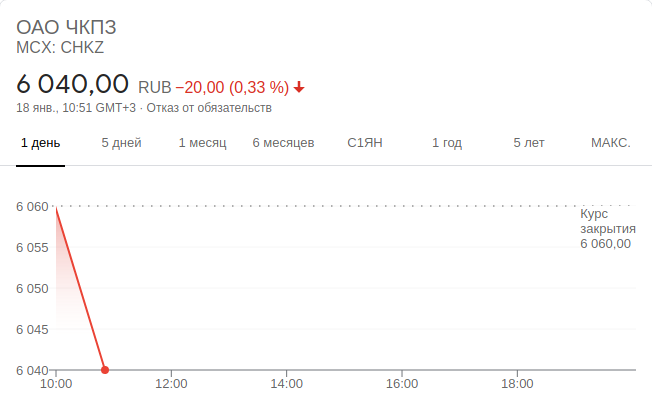 ОАО ЧКПЗ
MCX: CHKZ
6 040,00 RUB −20,00 (0,33 %)
18 янв., 10:51 GMT+3 · Отказ от обязательств
1 день 5 дней 1 месяц 6 месяцев С1ЯН 1 год 5 лет МАКС.
6 060
Курс
закрытия
6 060,00
6 055
6 050
6 045
6 040
10:00 12:00 14:00 16:00 18:00